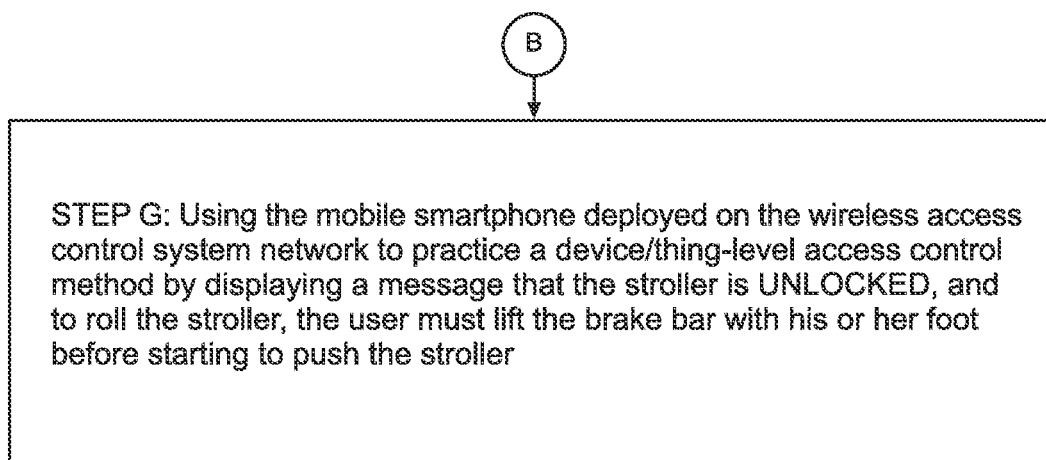 B
STEP G: Using the mobile smartphone deployed on the wireless access
control system network to practice a device/thing-level access control
method by displaying a message that the stroller is UNLOCKED, and
to roll the stroller, the user must lift the brake bar with his or her foot
before starting to push the stroller